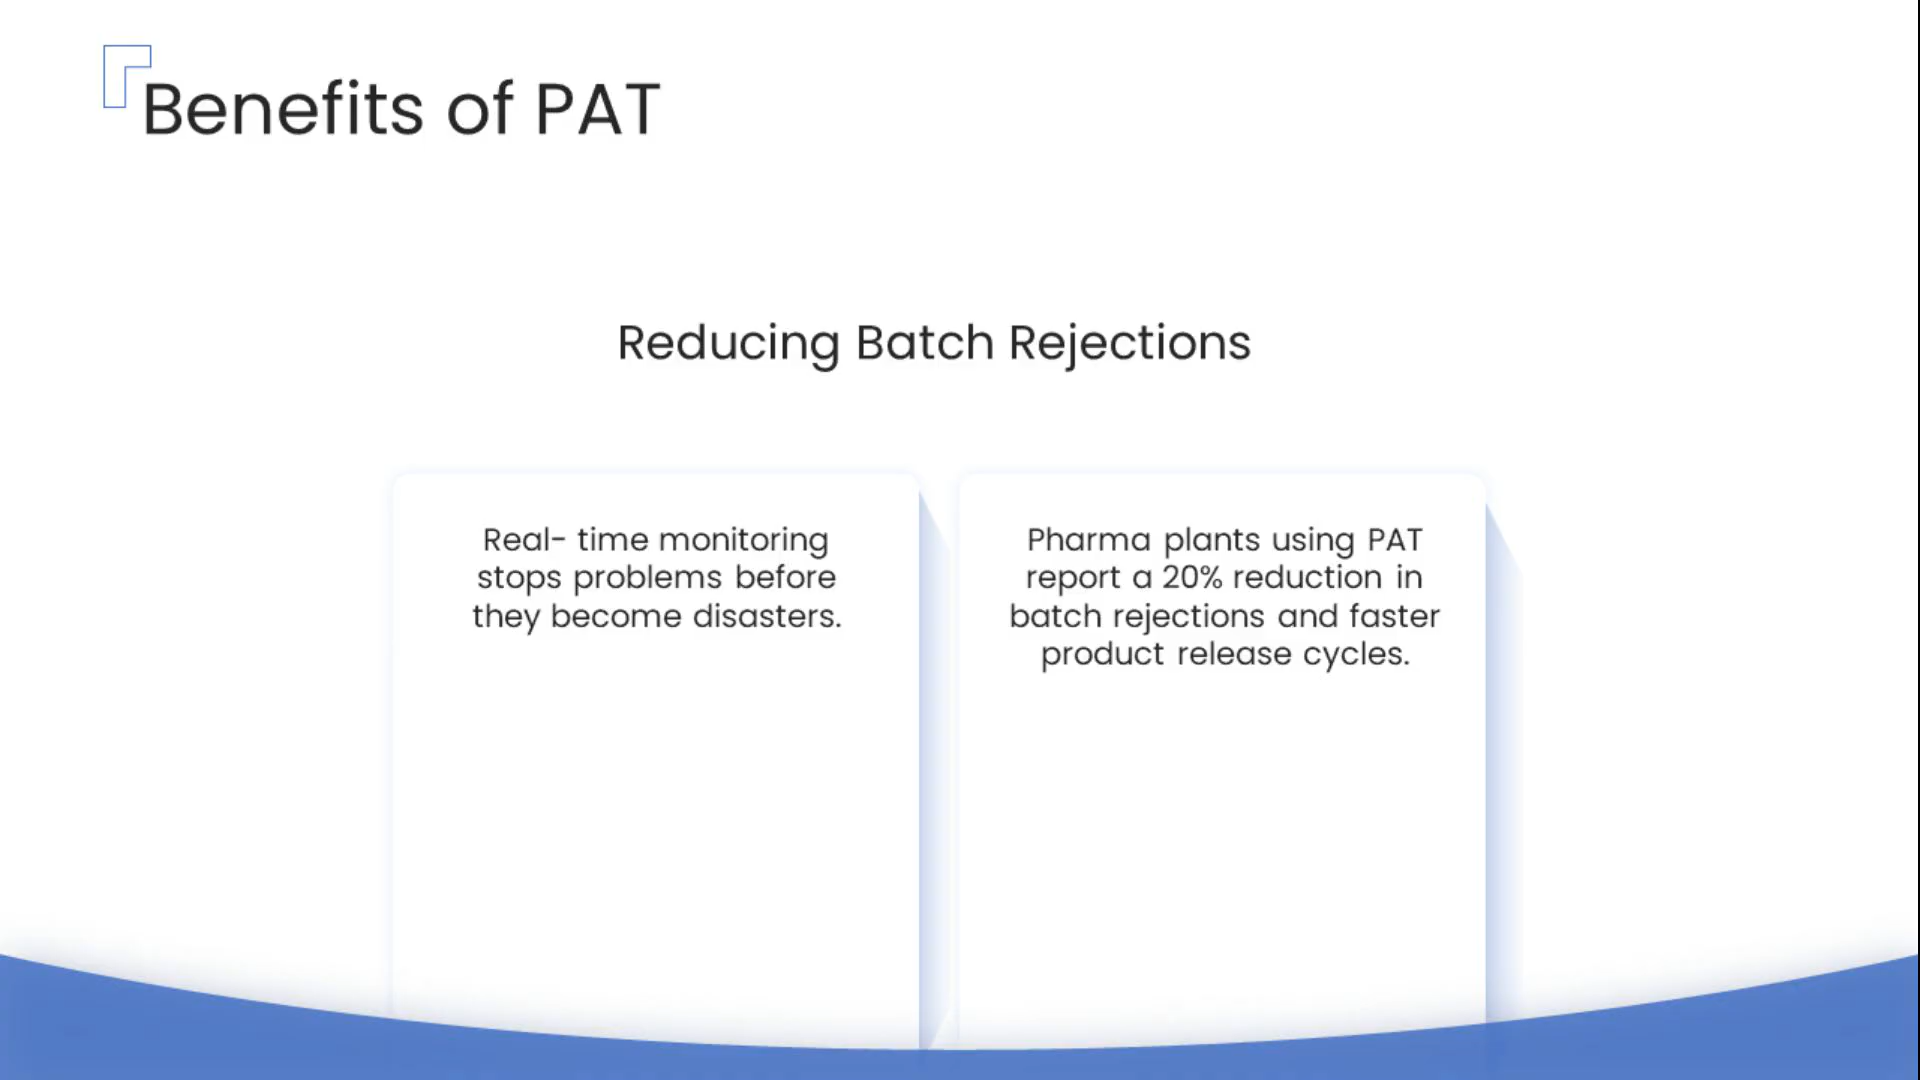 Benefits of PAT
Reducing Batch Rejections
Real- time monitoring
stops problems before
they become disasters.
Pharma plants using PAT
report a 20% reduction in
batch rejections and faster
product release cycles.